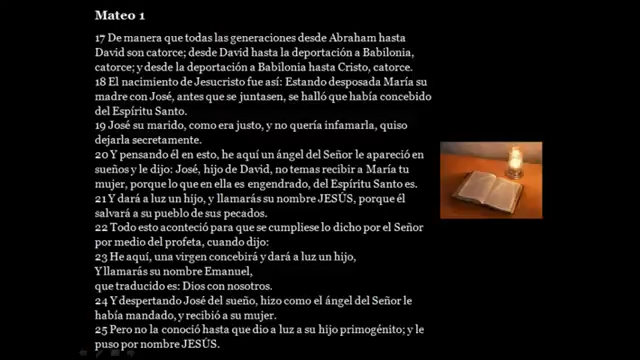 Mateo 1
17 De manera que todas las generaciones desde Abraham hasta
David son catorce; desde David hasta la deportación a Babilonia,
catorce; y desde la deportación a Babilonia hasta Cristo, catorce.
18 El nacimiento de Jesucristo fue así: Estando desposada María su
madre con José, antes que se juntasen, se halló que había concebido
del Espíritu Santo.
19 José su marido, como era justo, y no quería infamarla, quiso
dejarla secretamente.
20 Y pensando él en esto, he aquí un ángel del Señor le apareció en
sueños y le dijo: José, hijo de David, no temas recibir a María tu
mujer, porque lo que en ella es engendrado, del Espíritu Santo es.
21 Y dará a luz un hijo, y llamarás su nombre JESÚS, porque él
salvará a su pueblo de sus pecados.
22 Todo esto aconteció para que se cumpliese lo dicho por el Señor
por medio del profeta, cuando dijo:
23 He aquí, una virgen concebirá y dará a luz un hijo,
Y llamarás su nombre Emanuel,
que traducido es: Dios con nosotros.
24 Y despertando José del sueño, hizo como el ángel del Señor le
había mandado, y recibió a su mujer.
25 Pero no la conoció hasta que dio a luz a su hijo primogénito; y le
puso por nombre JESÚS.